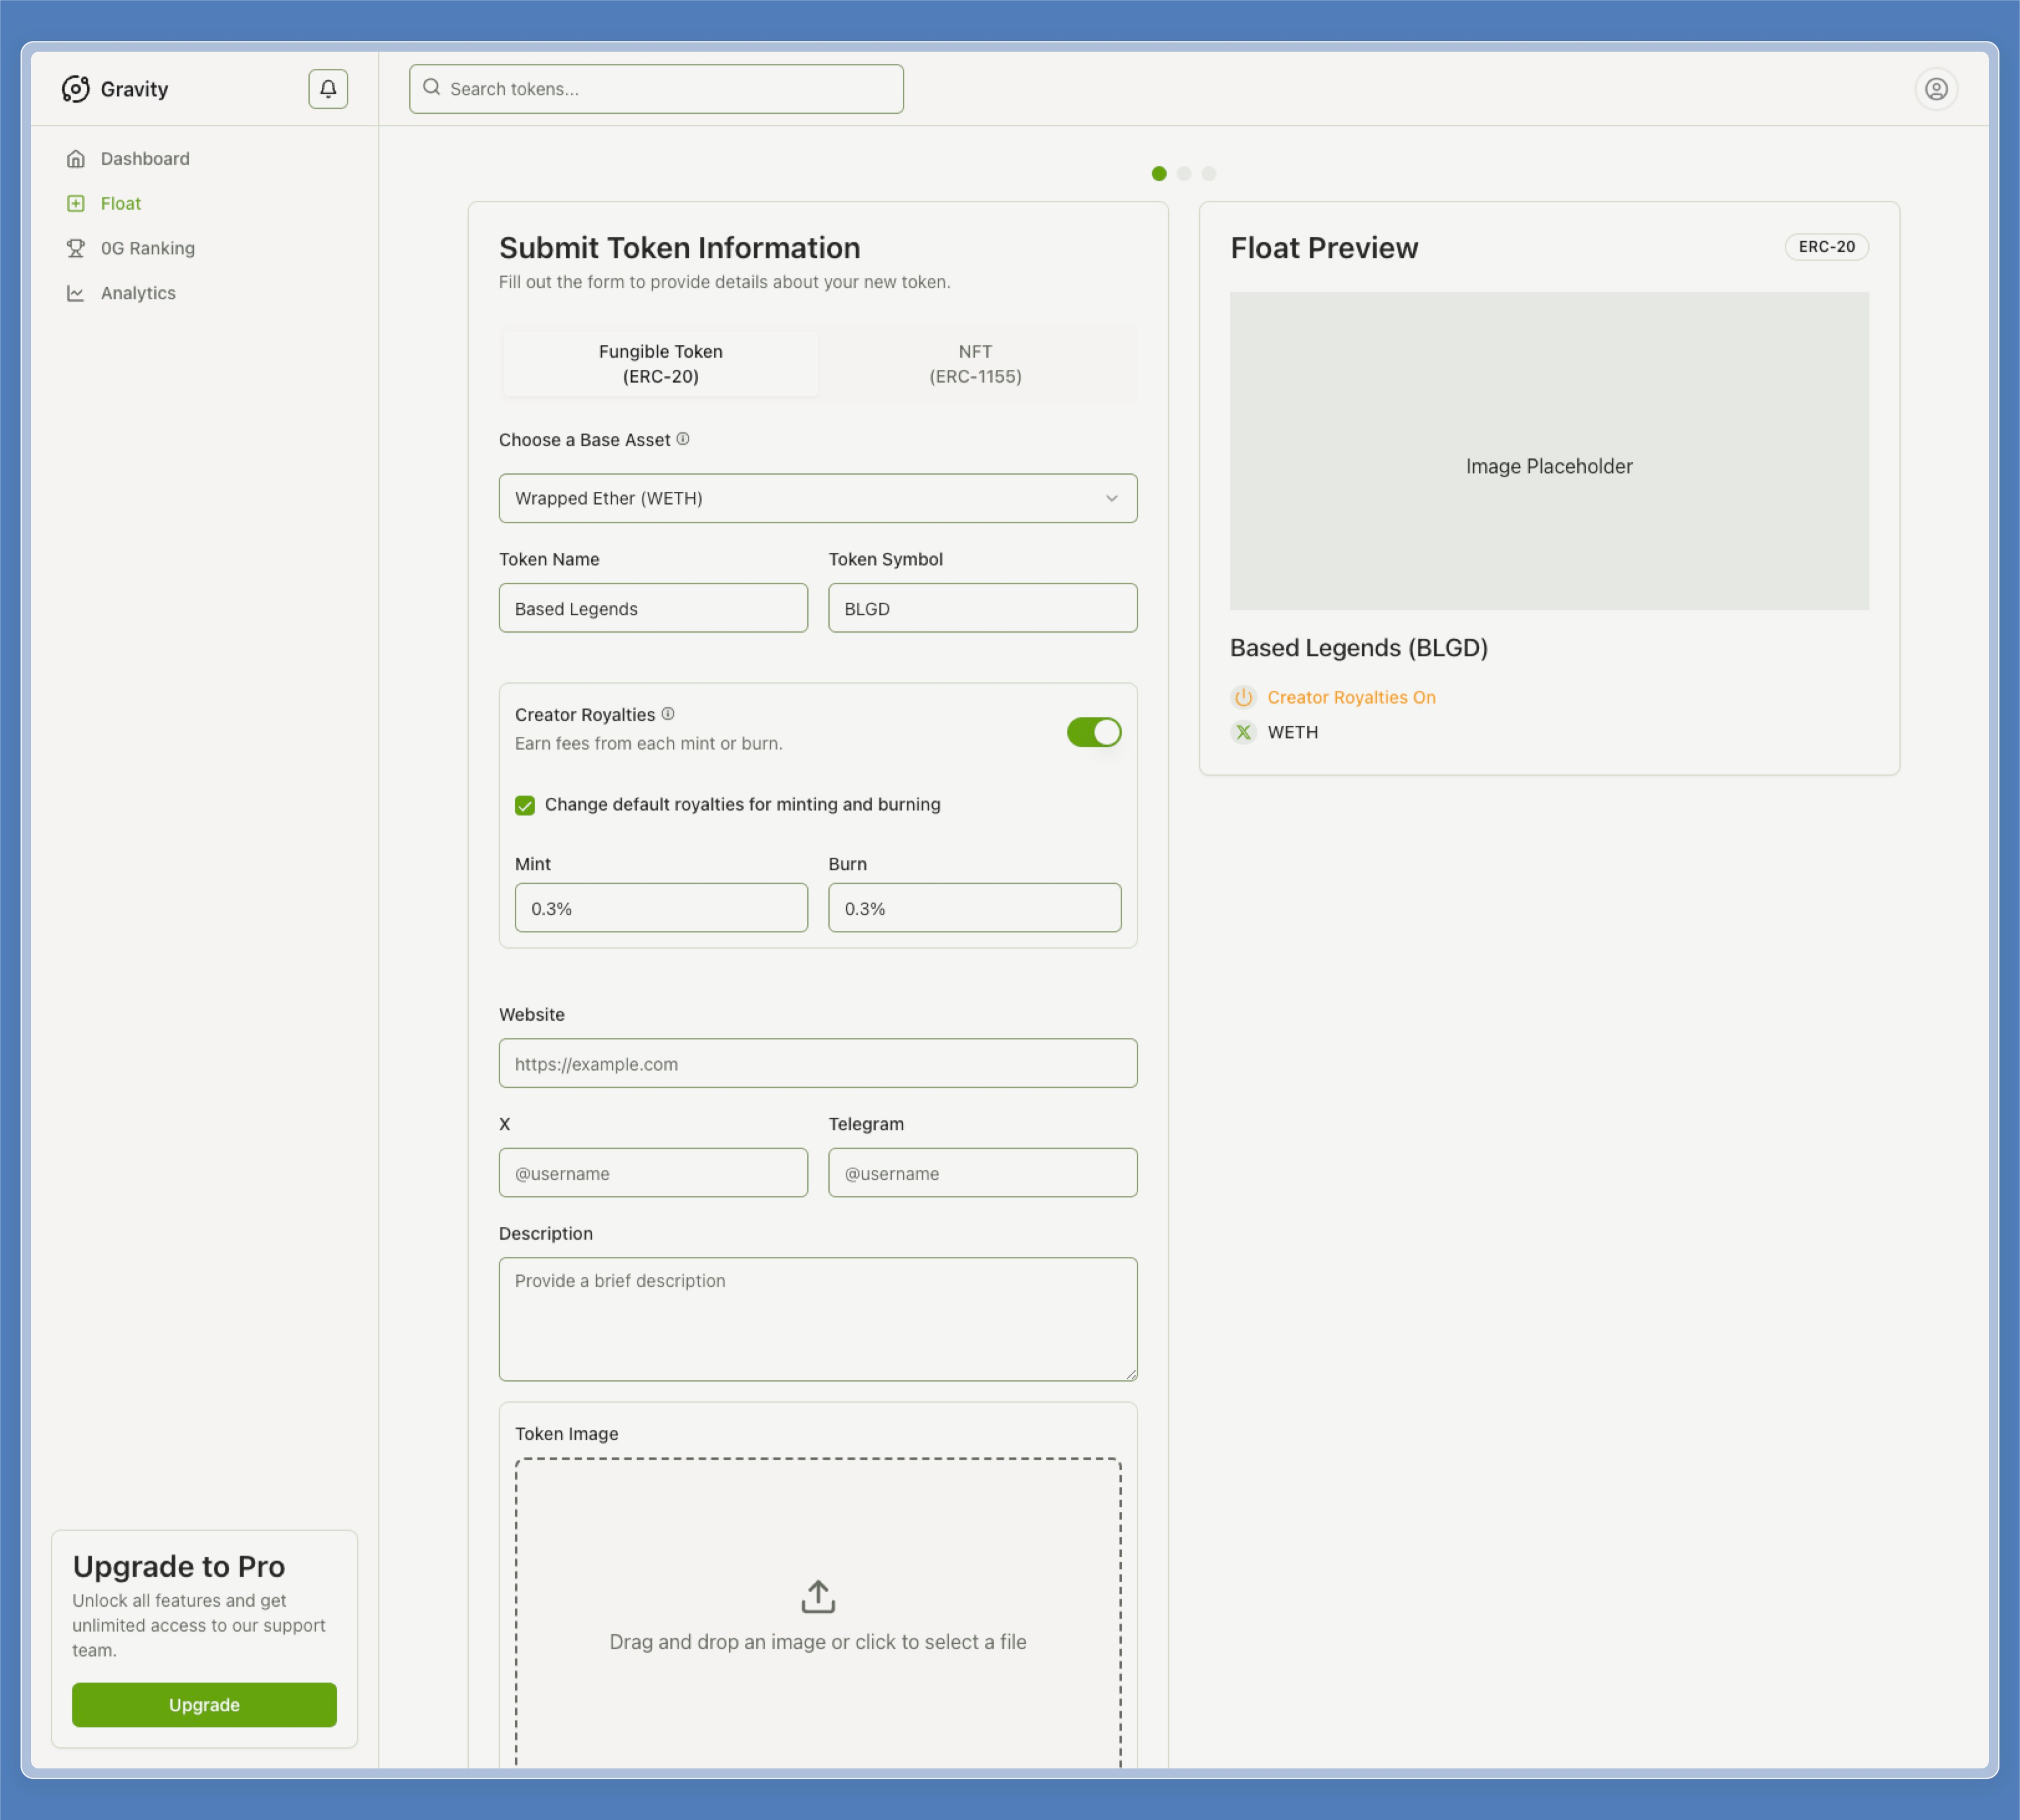 Gravity
Search tokens...
Dashboard
Float
0G Ranking
Analytics
Submit Token Information
Fill out the form to provide details about your new token.
Fungible Token
(ERC-20)
NFT
(ERC-1155)
Choose a Base Asset
Wrapped Ether (WETH)
Token Name
Token Symbol
Based Legends
BLGD
Creator Royalties
Earn fees from each mint or burn.
Change default royalties for minting and burning
Mint
Burn
0.3%
0.3%
Website
https://example.com
X
Telegram
@username
@username
Description
Provide a brief description
Token Image
Drag and drop an image or click to select a file
Float Preview
ERC-20
Image Placeholder
Based Legends (BLGD)
Creator Royalties On
WETH
Upgrade to Pro
Unlock all features and get
unlimited access to our support
team.
Upgrade